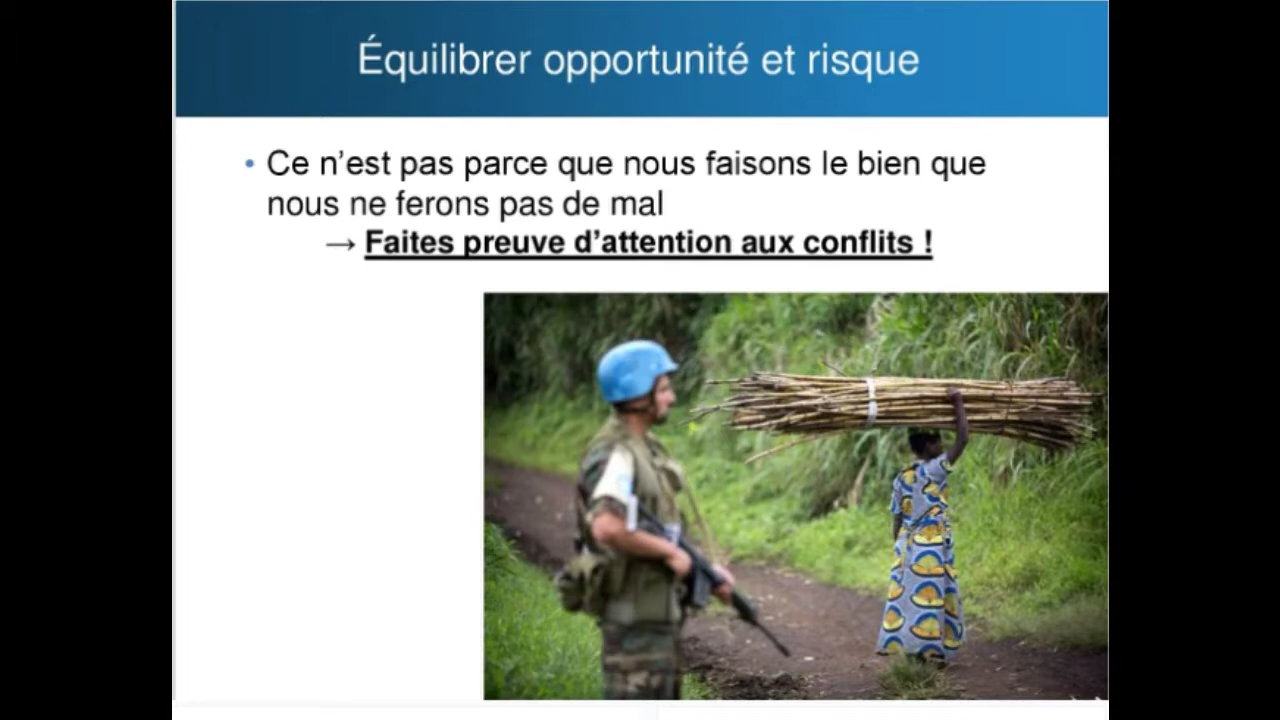 Équilibrer opportunité et risque
• Ce n’est pas parce que nous faisons le bien que
nous ne ferons pas de mal
→ Faites preuve d’attention aux conflits !